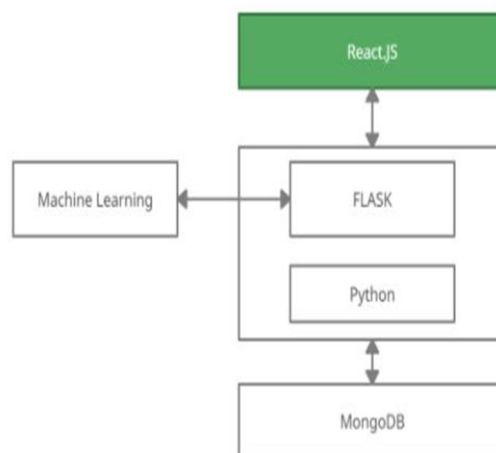 React.JS
Machine Learning
FLASK
Python
MongoDB